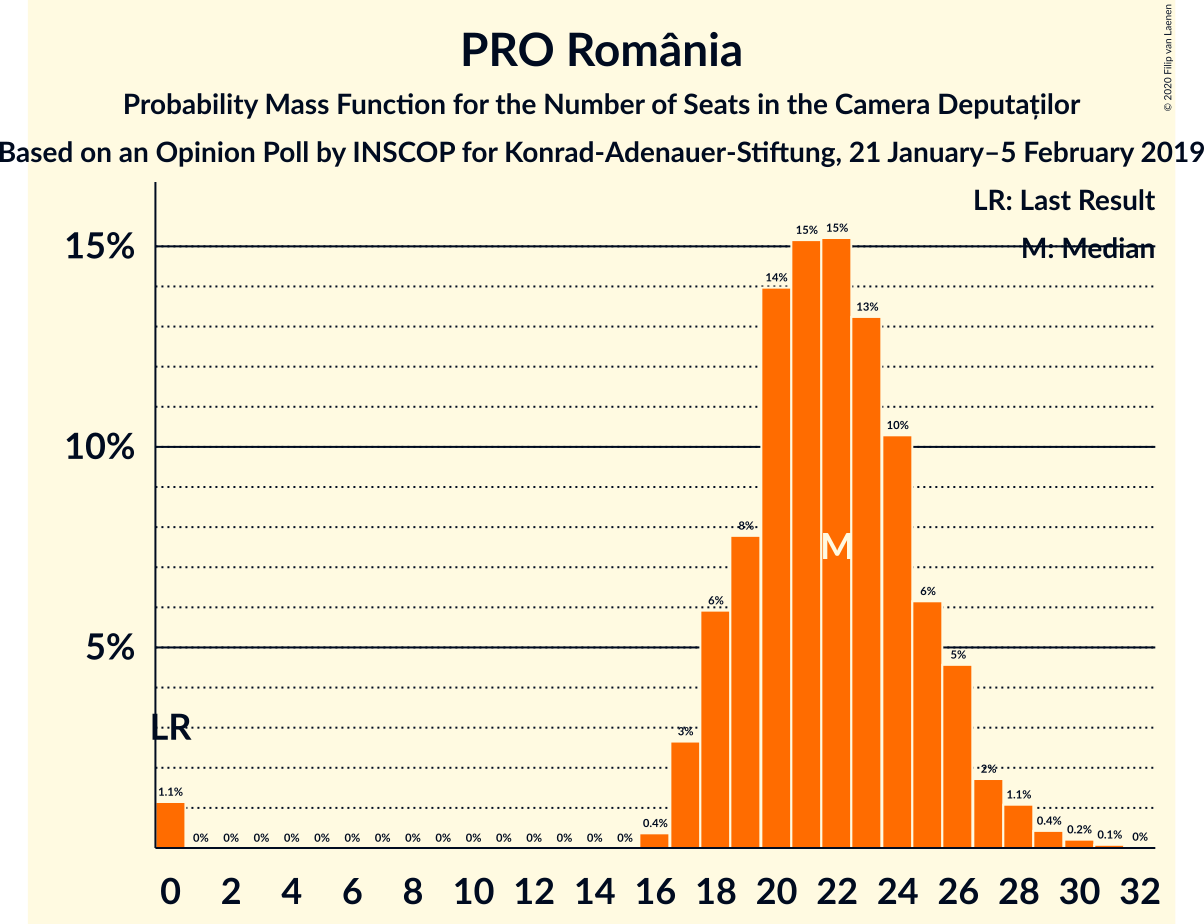 PRO România
Probability Mass Function for the Number of Seats in the Camera Deputaților
Based on an Opinion Poll by INSCOP for Konrad-Adenauer-Stiftung, 21 January–5 February 2019
© 2020 Filip van Laenen
LR: Last Result
M: Median
15%
10%
5%
LR
M
1.1% 0% 0% 0% 0% 0% 0% 0% 0% 0% 0% 0% 0% 0% 0% 0% 0.4% 3% 6% 8% 14% 15% 15% 13% 10% 6% 5% 2% 1.1% 0.4% 0.2% 0.1% 0%
0 2 4 6 8 10 12 14 16 18 20 22 24 26 28 30 32